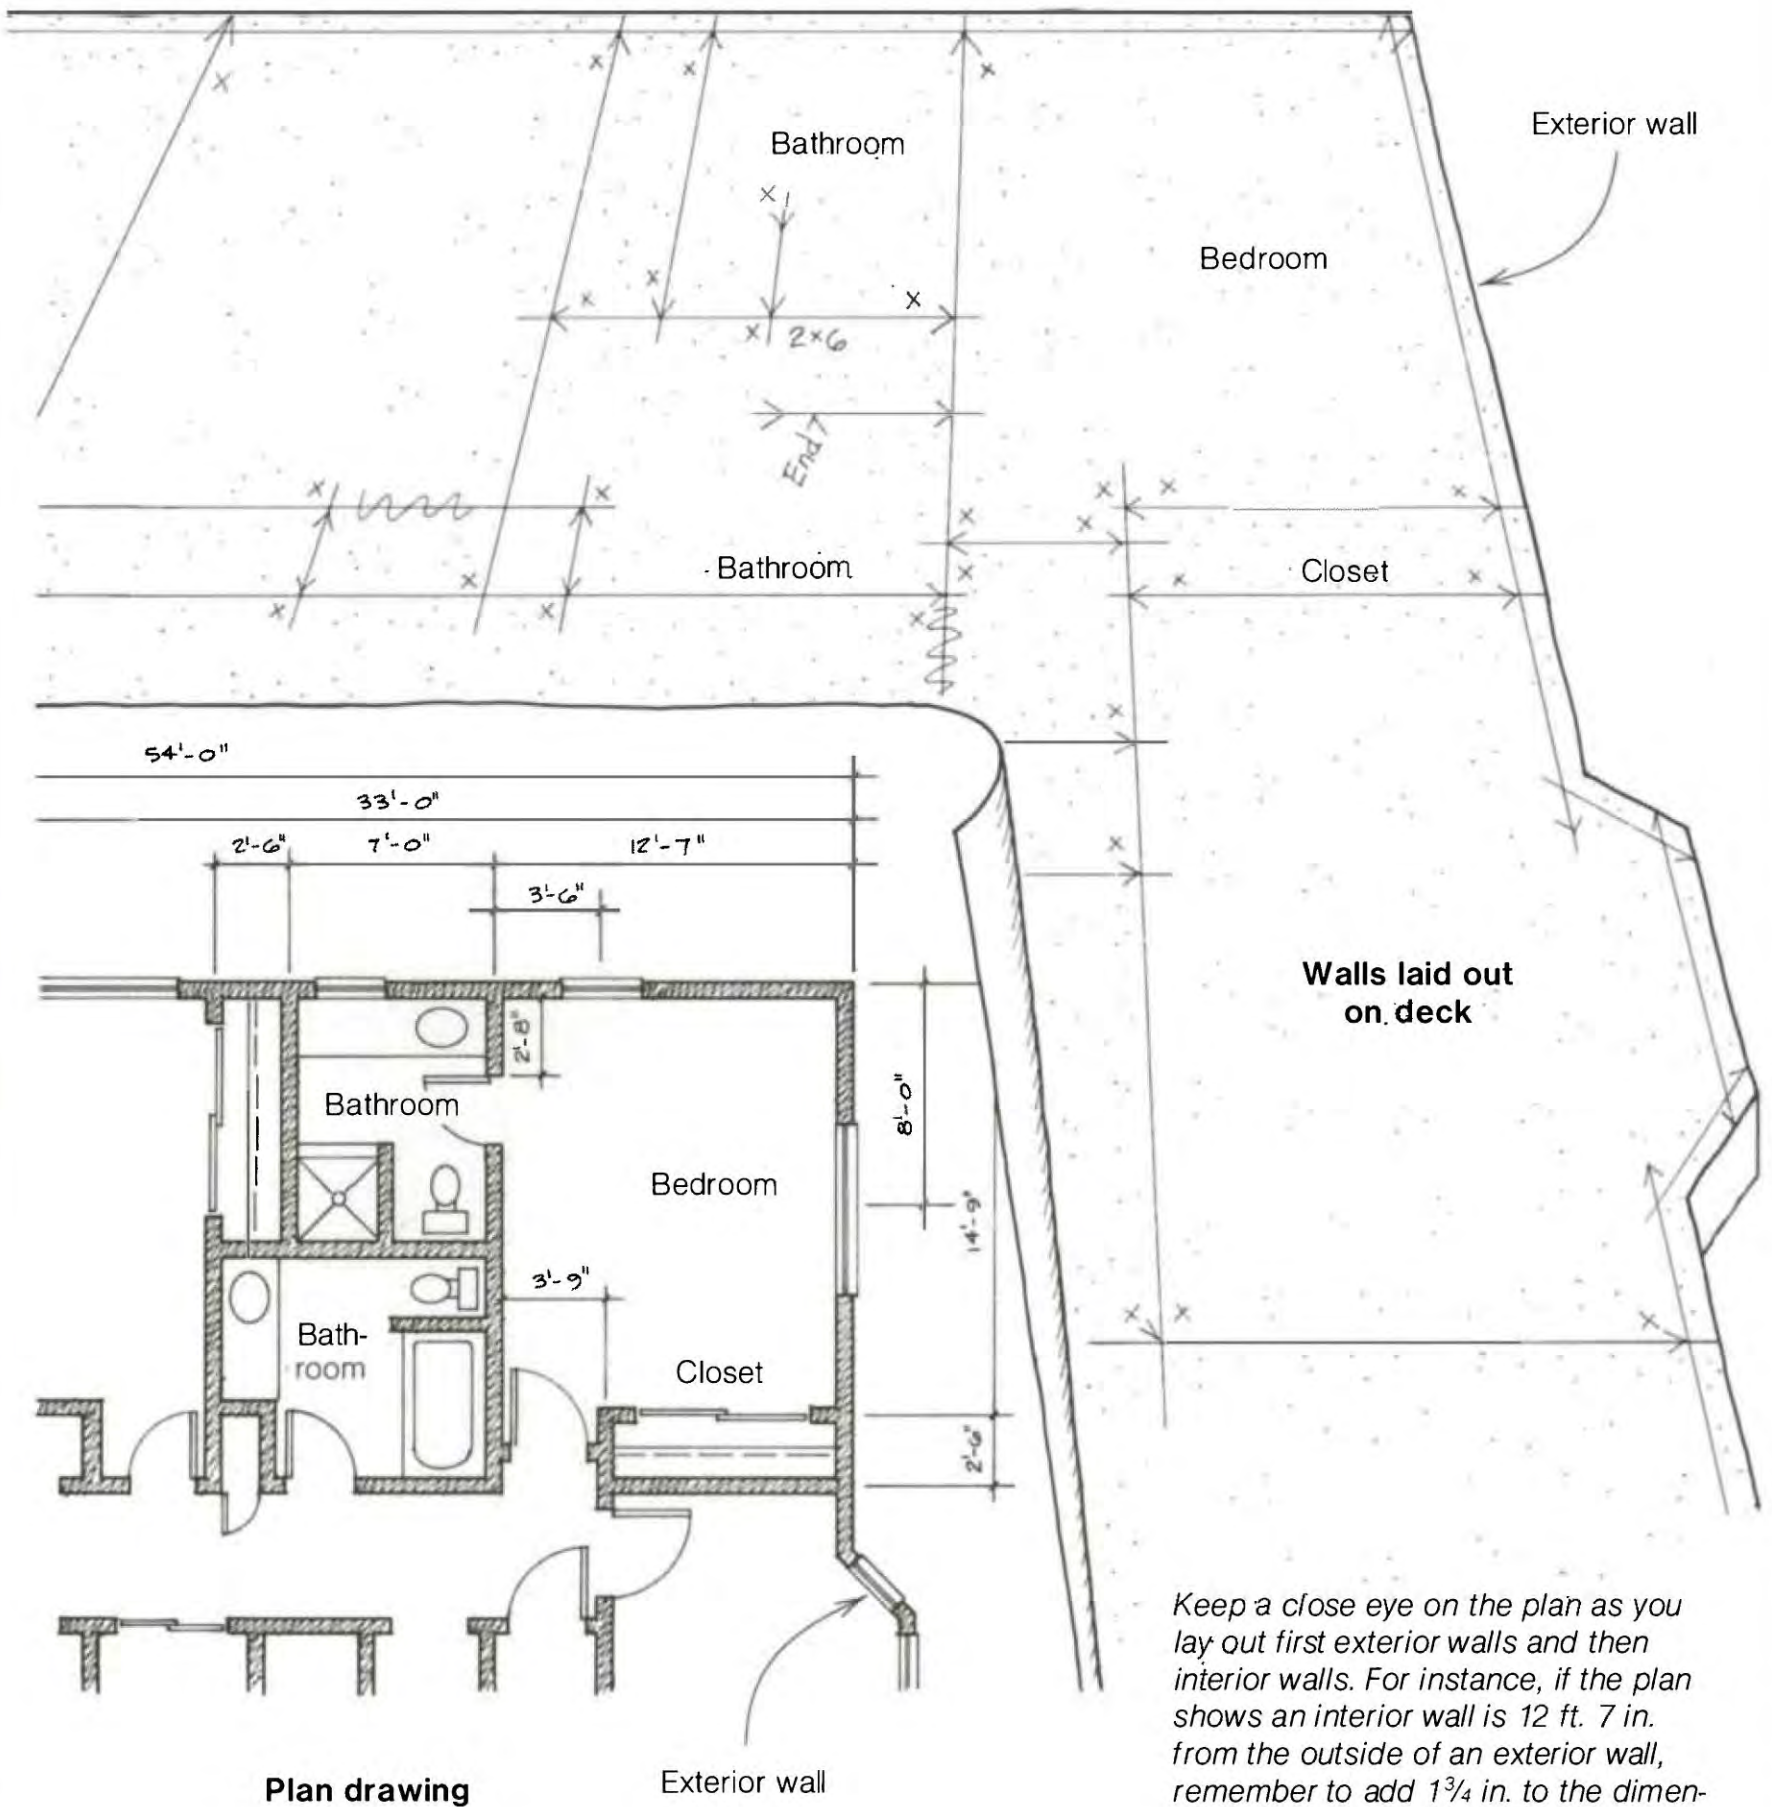 Bathroom
Exterior wall
Bedroom
2x6
End
Bathroom
Closet
54'-0"
33'-0"
2'-6"
7'-0"
12'-7"
3'-6"
Walls laid out
on deck
2'-8"
Bathroom
8'-0"
Bedroom
14'-9"
3'-9"
Bath-
room
Closet
2'-6"
Keep a close eye on the plan as you
lay out first exterior walls and then
interior walls. For instance, if the plan
shows an interior wall is 12 ft. 7 in.
from the outside of an exterior wall,
remember to add 1¾ in. to the dimen-
Plan drawing
Exterior wall